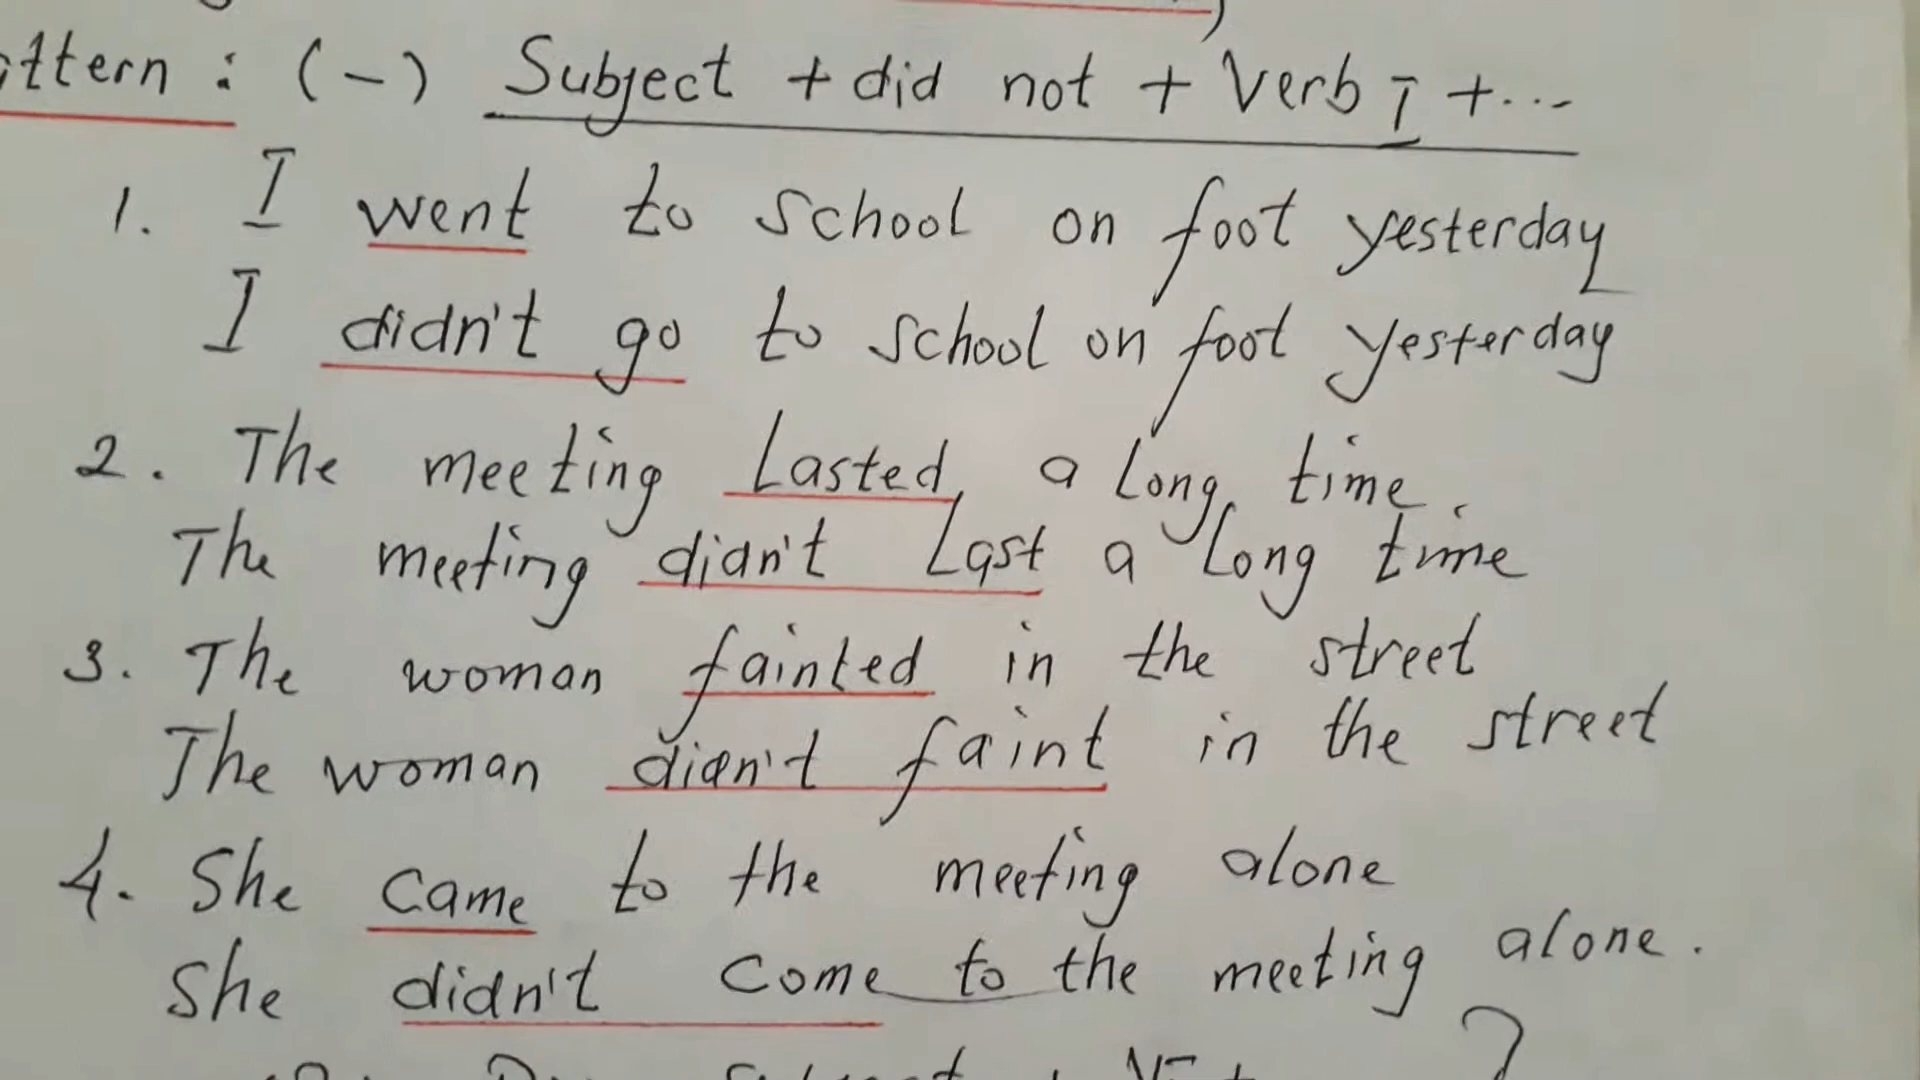 ttern : (-) Subject + did not + Verb I +...
1. I went to school on foot yesterday
I didn't go to school on foot yesterday
2. The meeting Lasted a Long time.
The meeting didn't Last a Long time
3. The woman fainted in the street
The woman didn't faint in the street
4. She came to the meeting alone
She didn't come to the meeting alone.